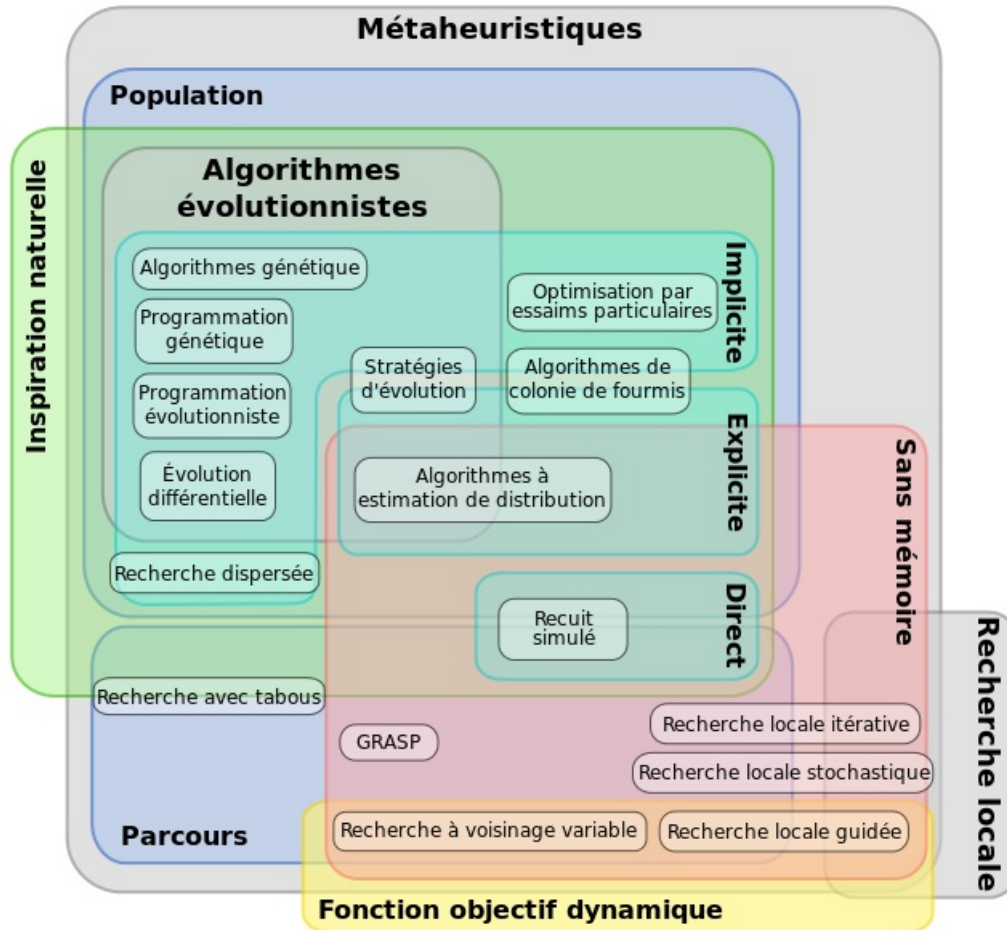 Métaheuristiques
Population
Inspiration naturelle
Algorithmes
évolutionnistes
Implicite
Algorithmes génétique
Optimisation par
essaims particulaires
Programmation
génétique
Stratégies
d'évolution
Algorithmes de
colonie de fourmis
Programmation
évolutionniste
Explicite
Sans mémoire
Évolution
différentielle
Algorithmes à
estimation de distribution
Recherche dispersée
Direct
Recuit
simulé
Recherche locale
Recherche avec tabous
GRASP
Recherche locale itérative
Recherche locale stochastique
Parcours
Recherche à voisinage variable
Recherche locale guidée
Fonction objectif dynamique